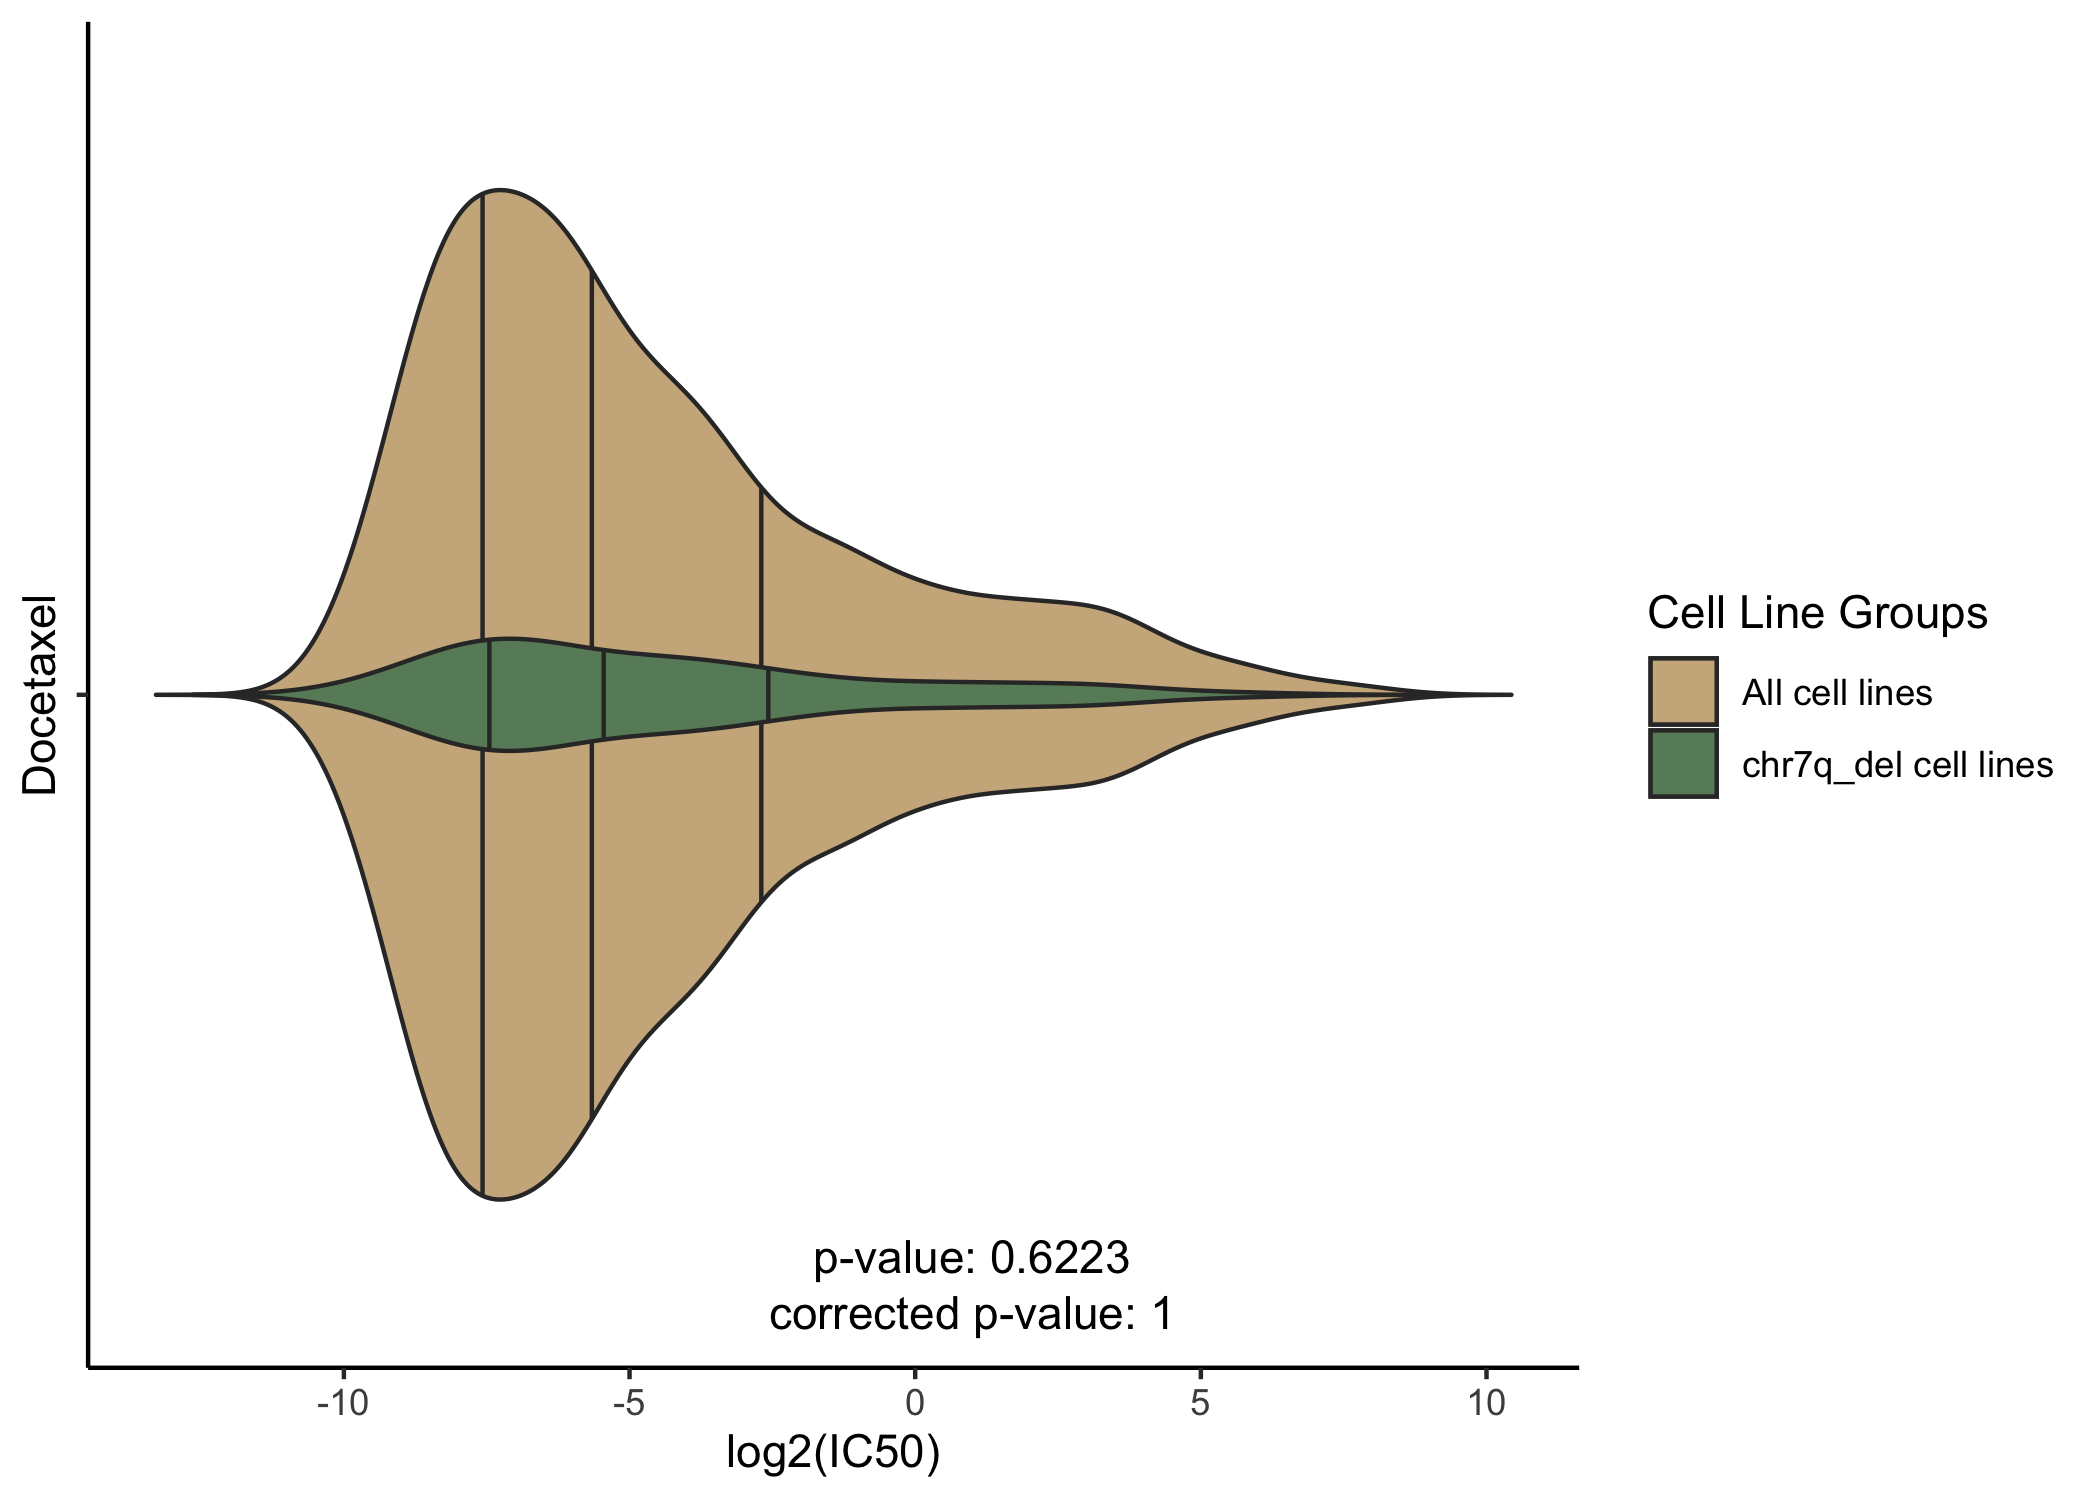 Docetaxel
p-value: 0.6223
corrected p-value: 1
-10 -5 0 5 10
log2(IC50)
Cell Line Groups
All cell lines
chr7q_del cell lines